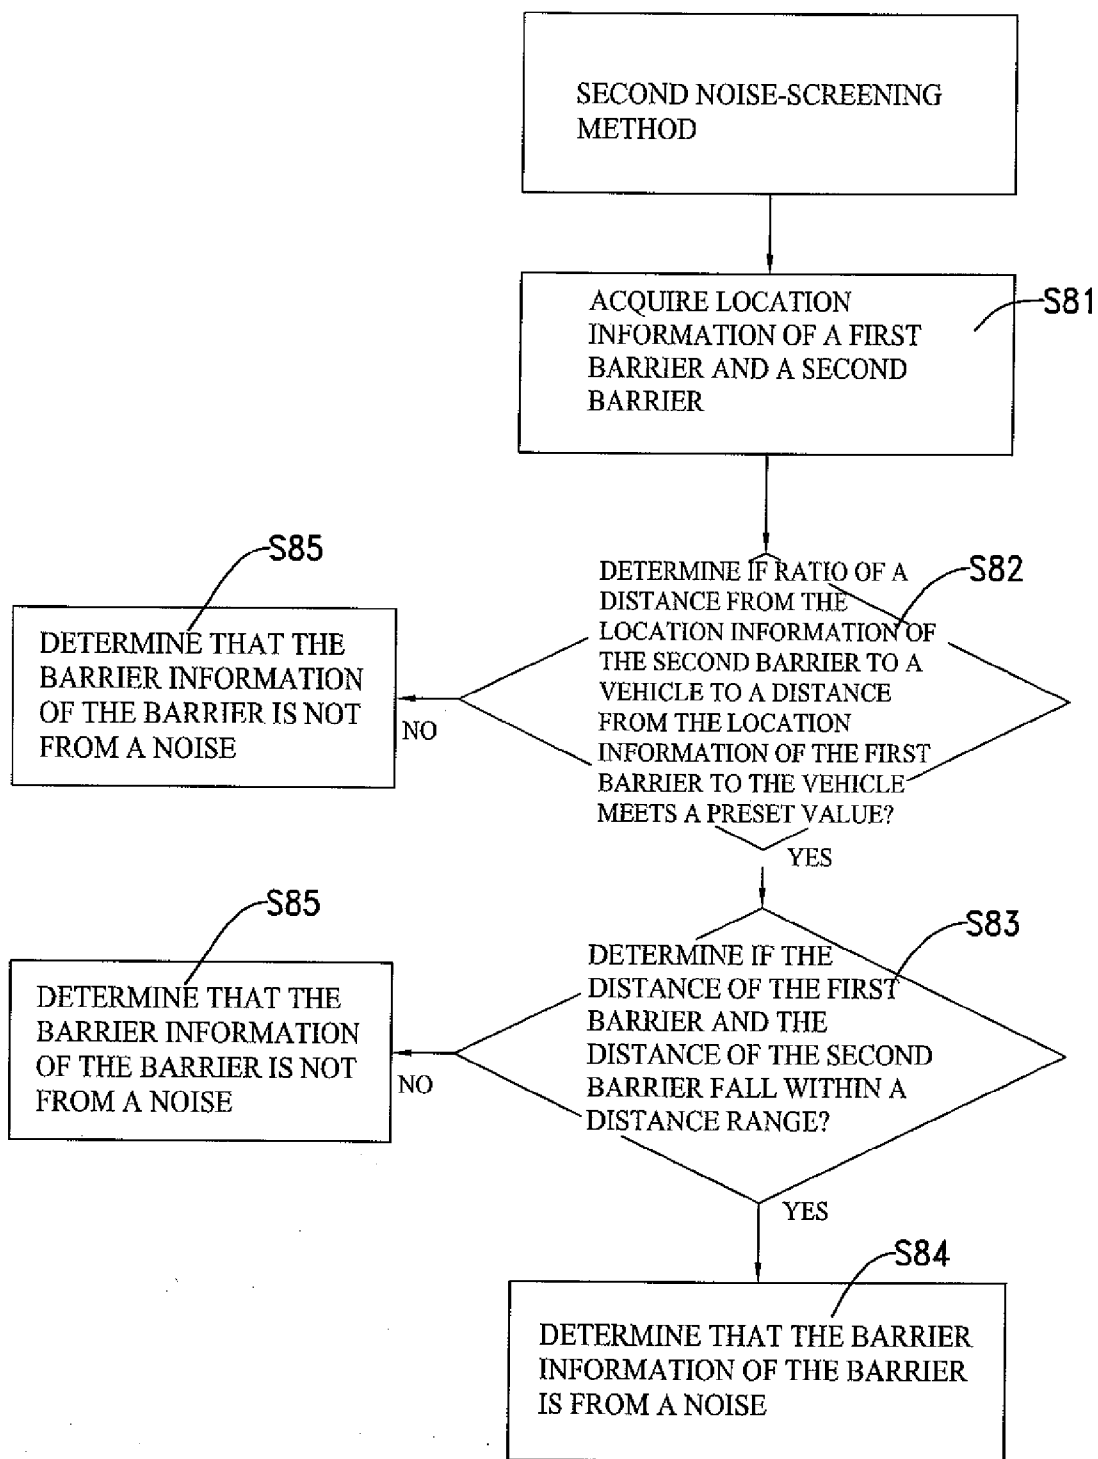 SECOND NOISE-SCREENING
METHOD
ACQUIRE LOCATION
INFORMATION OF A FIRST
BARRIER AND A SECOND
BARRIER
S81
DETERMINE IF RATIO OF A
DISTANCE FROM THE
LOCATION INFORMATION OF
THE SECOND BARRIER TO A
VEHICLE TO A DISTANCE
FROM THE LOCATION
INFORMATION OF THE FIRST
BARRIER TO THE VEHICLE
MEETS A PRESET VALUE?
S82
NO
S85
DETERMINE THAT THE
BARRIER INFORMATION
OF THE BARRIER IS NOT
FROM A NOISE
YES
DETERMINE IF THE
DISTANCE OF THE FIRST
BARRIER AND THE
DISTANCE OF THE SECOND
BARRIER FALL WITHIN A
DISTANCE RANGE?
S83
NO
S85
DETERMINE THAT THE
BARRIER INFORMATION
OF THE BARRIER IS NOT
FROM A NOISE
YES
S84
DETERMINE THAT THE BARRIER
INFORMATION OF THE BARRIER
IS FROM A NOISE